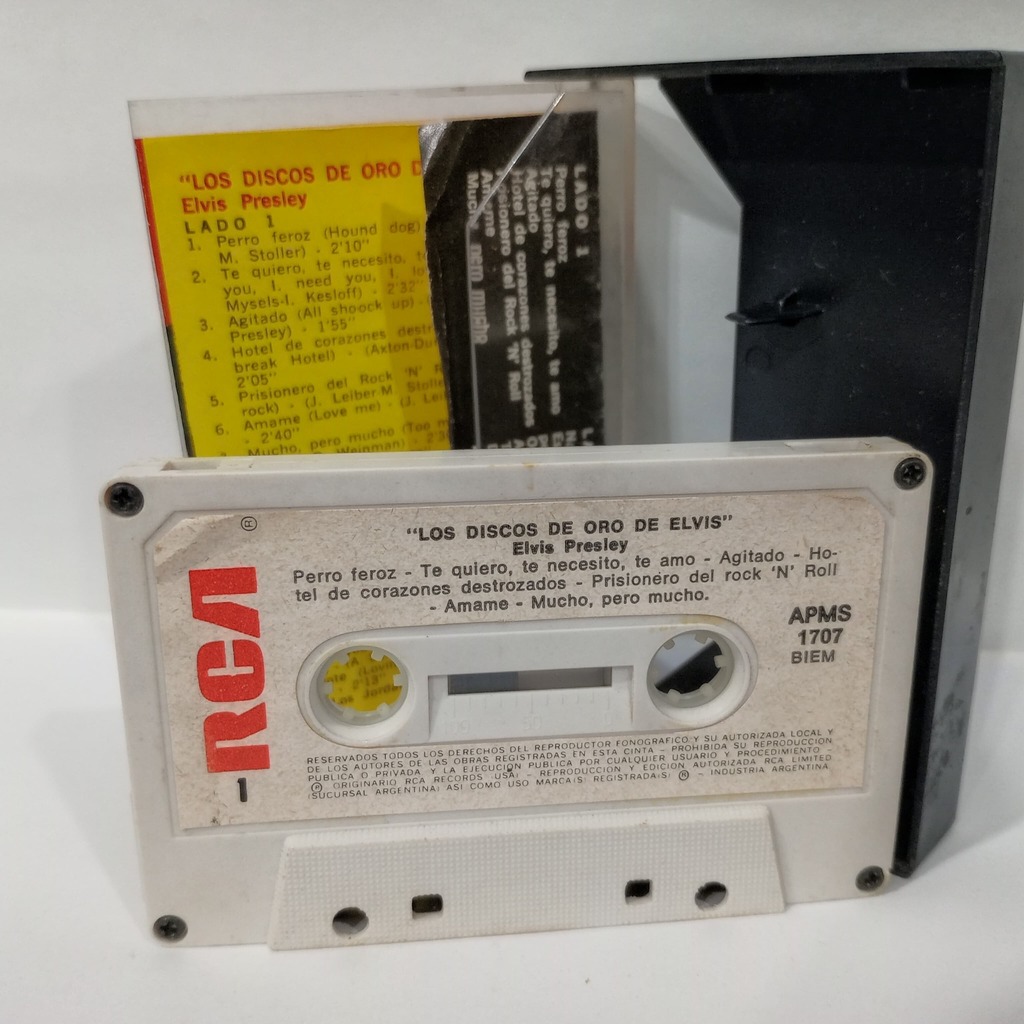 "LOS DISCOS DE ORO D
Elvis Presley
LADO 1
1. Perro feroz (Hound dog)
M. Stoller) - 2'10"
2. Te quiero, te necesito,
you, I. need you, I. lo
Mysels-I. Kesloff) - 2'32"
3. Agitado (All shoock up)
Presley) - 1'55"
4. Hotel de corazones destr
break Hotel) - (Axton-Du
2'05"
5. Prisionero del Rock 'N' R
rock) - (J. Leiber-M. Stolle
6. Amame (Love me) - (J. Lei
- 2'40"
Mucho, pero mucho (Too m
Weinman) - 2'3
LADO 1
Perro feroz
Te quiero, te necesito, te amo
Agitado
Hotel de corazones destrozados
Prisionero del Rock 'N' Roll
Amame
"LOS DISCOS DE ORO DE ELVIS"
Elvis Presley
Perro feroz - Te quiero, te necesito, te amo - Agitado - Ho-
tel de corazones destrozados - Prisionero del rock 'N' Roll
- Amame - Mucho, pero mucho.
®
RCA
1
APMS
1707
BIEM
RESERVADOS TODOS LOS DERECHOS DEL REPRODUCTOR FONOGRAFICO Y SU AUTORIZADA LOCAL Y
DE LOS AUTORES DE LAS OBRAS REGISTRADAS EN ESTA CINTA - PROHIBIDA SU REPRODUCCION
PUBLICA O PRIVADA Y LA EJECUCION PUBLICA POR CUALQUIER USUARIO Y PROCEDIMIENTO -
℗ ORIGINARIO RCA RECORDS (USA) - REPRODUCCION Y EDICION AUTORIZADA RCA LIMITED
(SUCURSAL ARGENTINA) ASI COMO USO MARCA(S) REGISTRADA(S) ® - INDUSTRIA ARGENTINA